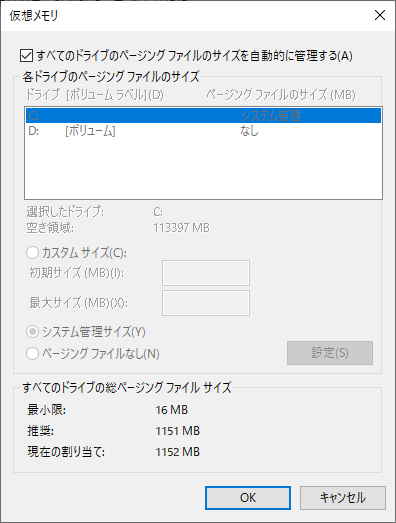 仮想メモリ
すべてのドライブのページング ファイルのサイズを自動的に管理する(A)
各ドライブのページング ファイルのサイズ
ドライブ [ボリューム ラベル](D) ページング ファイルのサイズ (MB)
C: システム管理
D: [ボリューム] なし
選択したドライブ: C:
空き領域: 113397 MB
カスタム サイズ(C):
初期サイズ (MB)(I):
最大サイズ (MB)(X):
システム管理サイズ(Y)
ページング ファイルなし(N)
設定(S)
すべてのドライブの総ページング ファイル サイズ
最小限: 16 MB
推奨: 1151 MB
現在の割り当て: 1152 MB
OK キャンセル